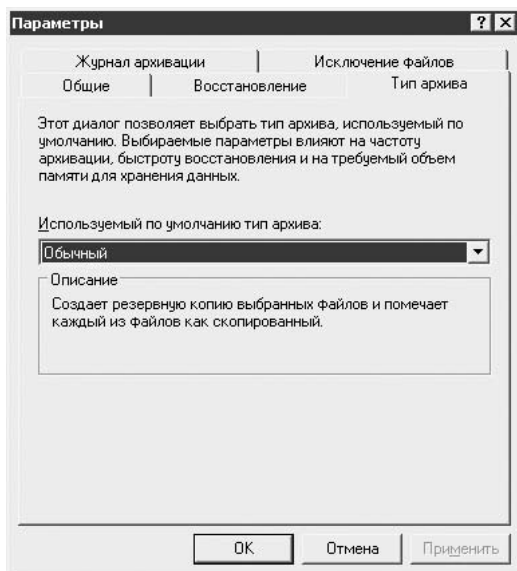 Параметры
Журнал архивации
Исключение файлов
Общие
Восстановление
Тип архива
Этот диалог позволяет выбрать тип архива, используемый по
умолчанию. Выбираемые параметры влияют на частоту
архивации, быстроту восстановления и на требуемый объем
памяти для хранения данных.
Используемый по умолчанию тип архива:
Обычный
Описание
Создает резервную копию выбранных файлов и помечает
каждый из файлов как скопированный.
OK
Отмена
Применить